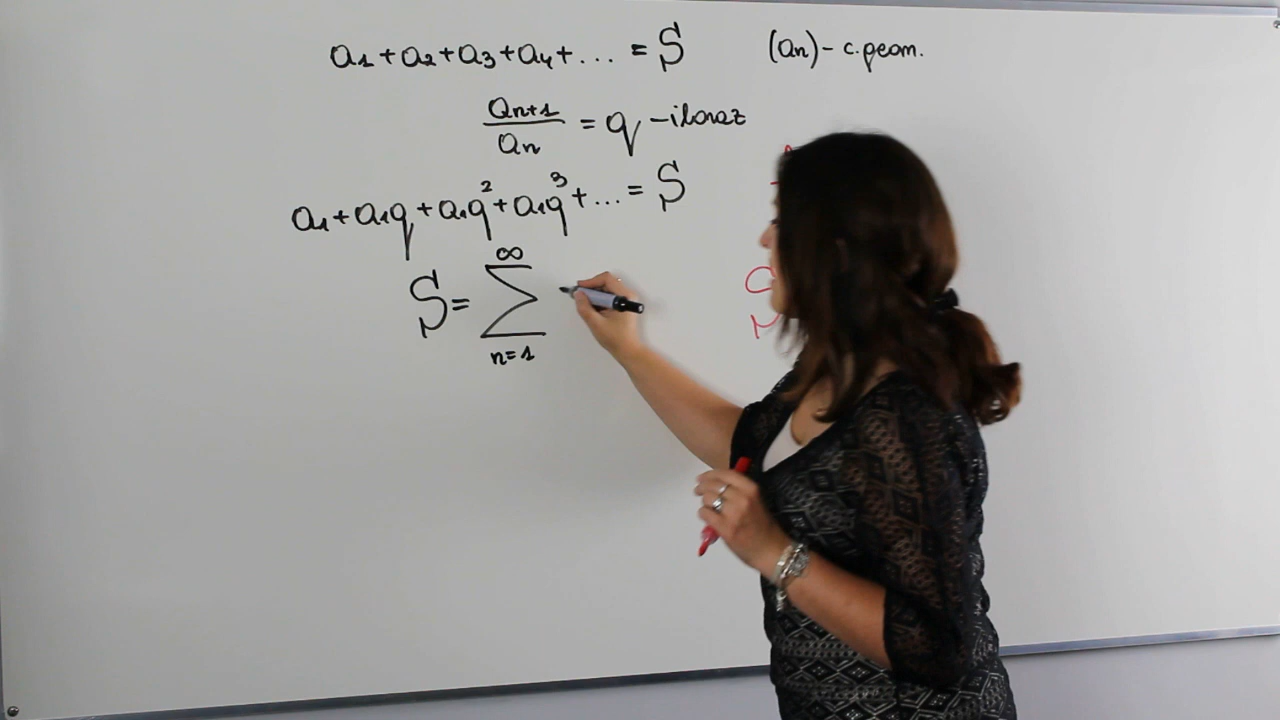 a₁+a₂+a₃+a₄+... = S (an) - c. geom.
an+1/an = q - iloraz
a₁+a₁q+a₁q²+a₁q³+... = S
S = ∑ ∞ n=1
S